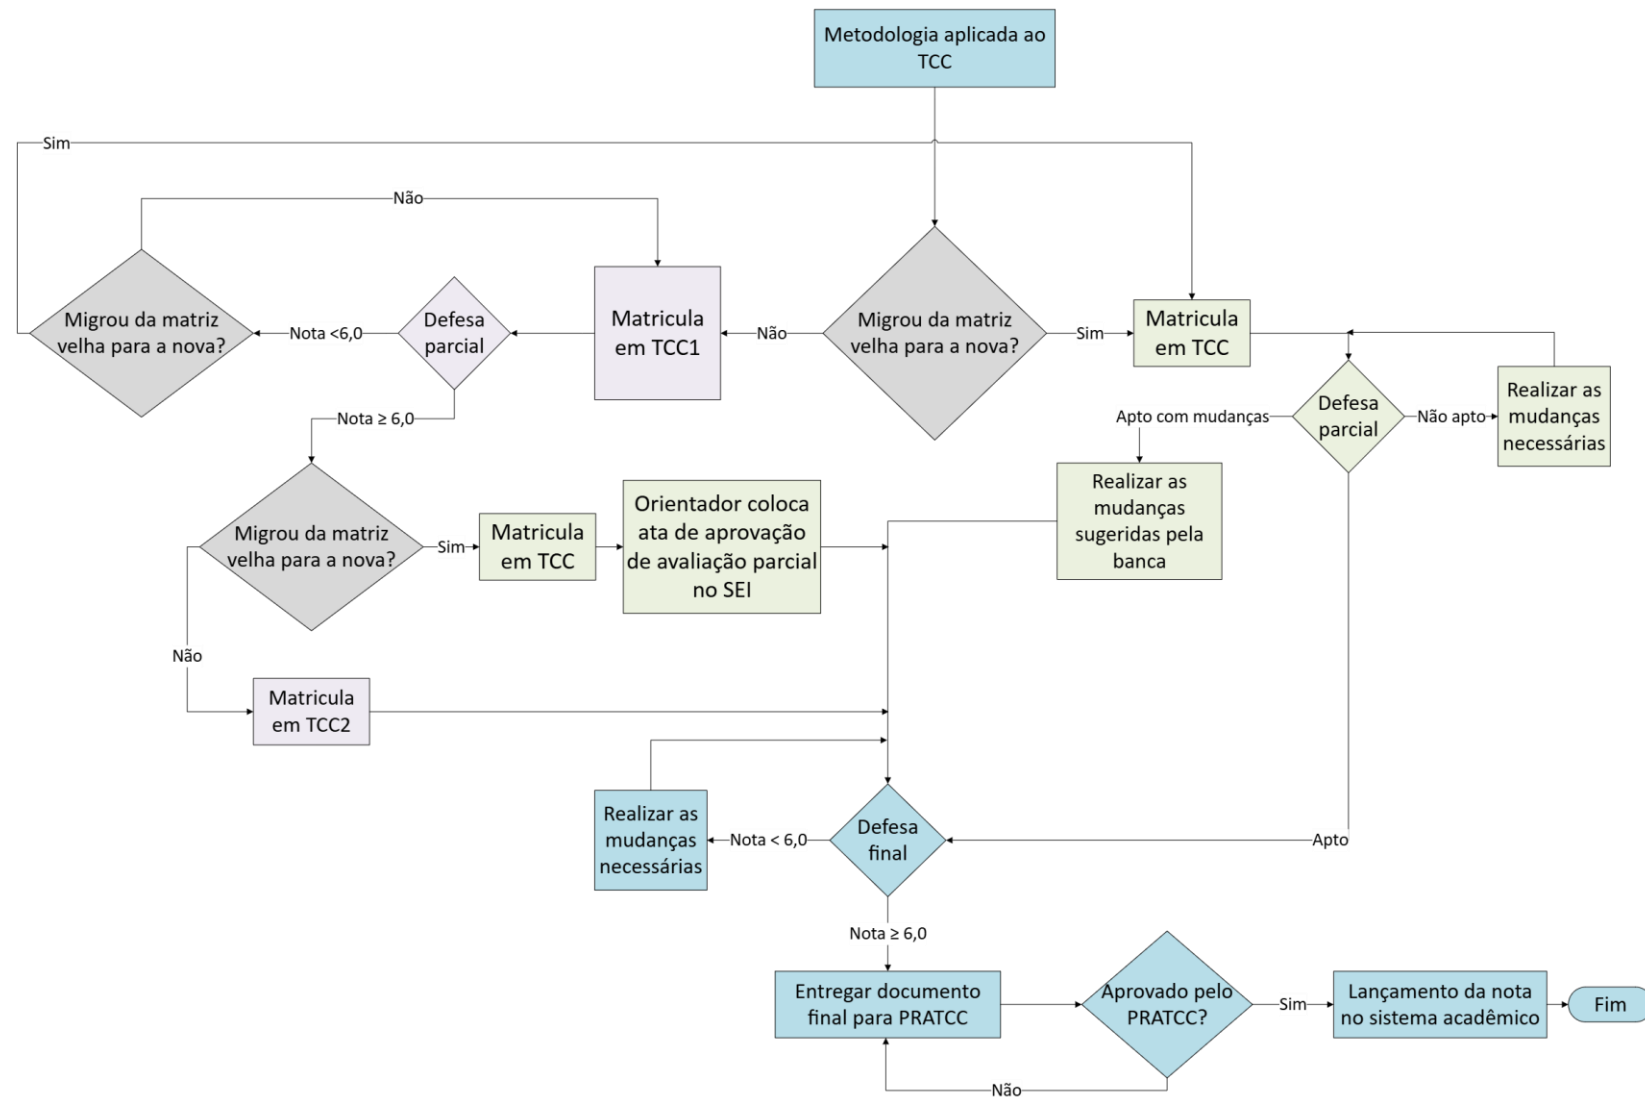 Metodologia aplicada ao
TCC
Sim
Não
Migrou da matriz
velha para a nova?
Nota <6,0
Defesa
parcial
Matricula
em TCC1
Não
Migrou da matriz
velha para a nova?
Sim
Matricula
em TCC
Realizar as
mudanças
necessárias
Apto com mudanças
Defesa
parcial
Não apto
Nota ≥ 6,0
Migrou da matriz
velha para a nova?
Sim
Matricula
em TCC
Orientador coloca
ata de aprovação
de avaliação parcial
no SEI
Realizar as
mudanças
sugeridas pela
banca
Não
Matricula
em TCC2
Realizar as
mudanças
necessárias
Nota < 6,0
Defesa
final
Apto
Nota ≥ 6,0
Entregar documento
final para PRATCC
Aprovado pelo
PRATCC?
Sim
Lançamento da nota
no sistema acadêmico
Fim
Não